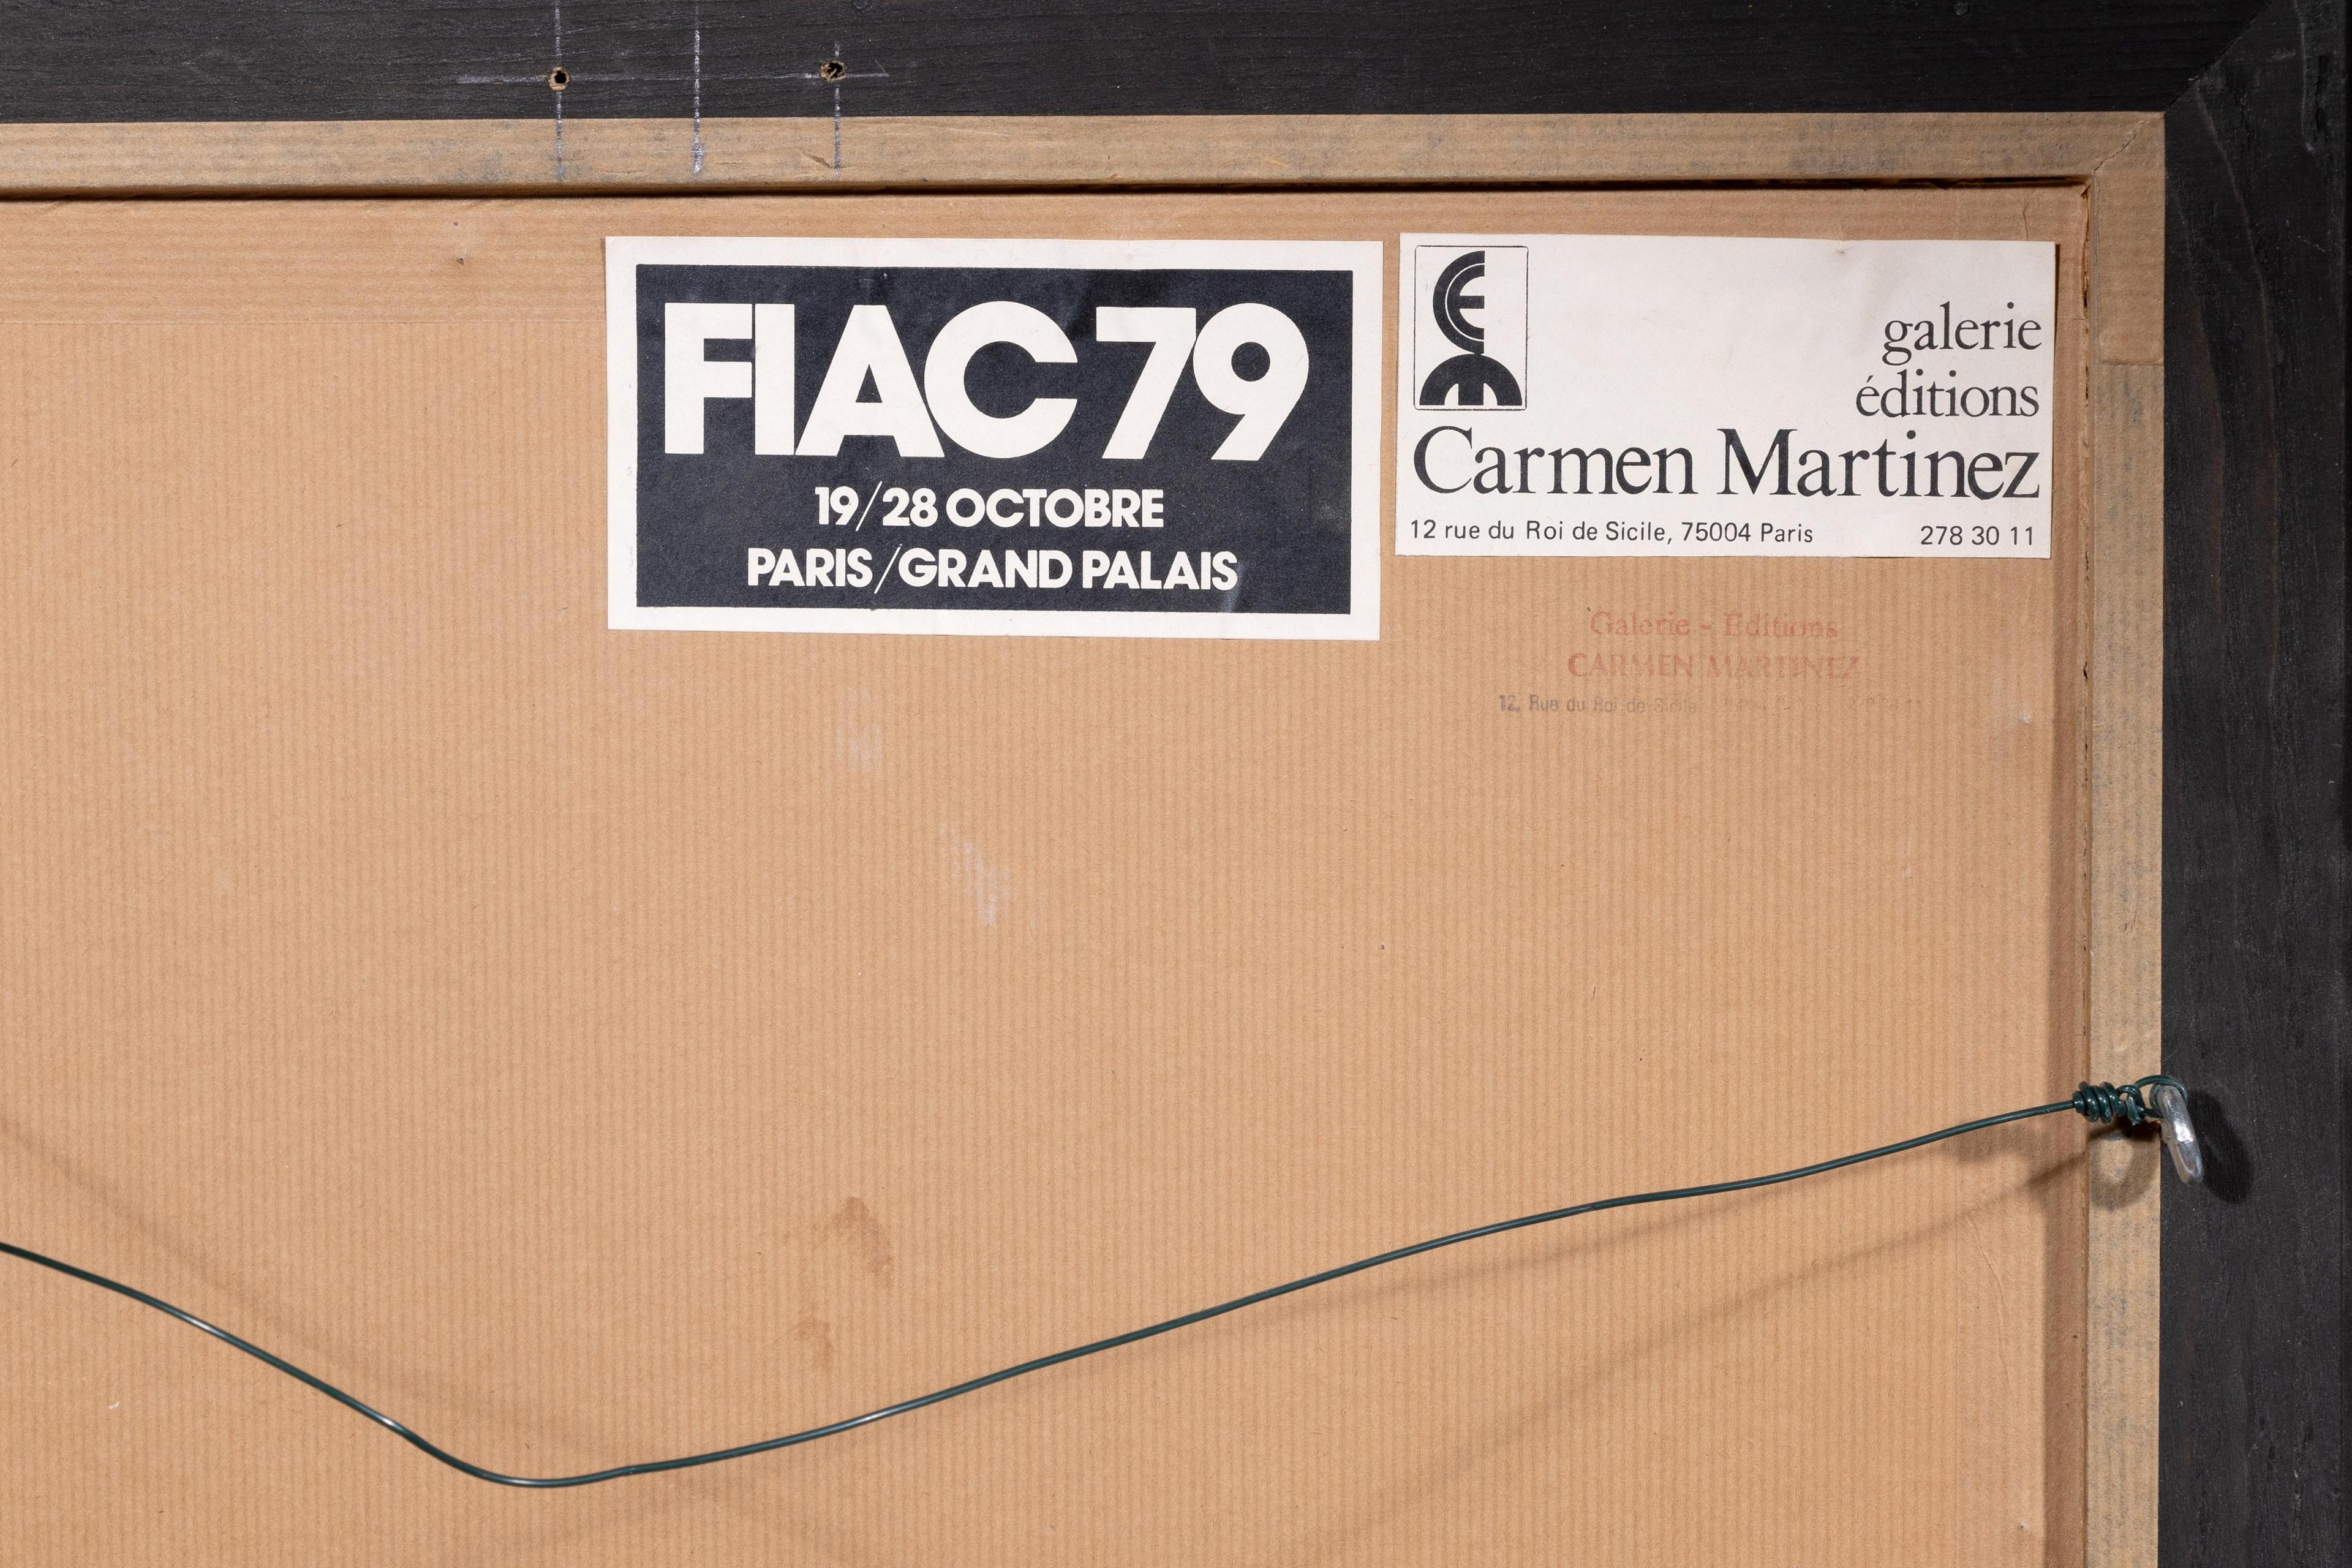 FIAC 79
19/28 OCTOBRE
PARIS/GRAND PALAIS
galerie
éditions
Carmen Martinez
12 rue du Roi de Sicile, 75004 Paris 278 30 11
Galerie - Editions
CARMEN MARTINEZ
12, Rue du Roi de Sicile